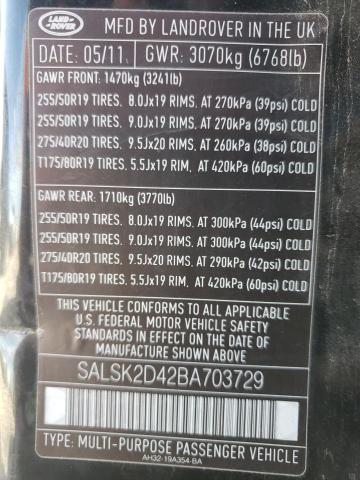 LAND
ROVER
MFD BY LANDROVER IN THE UK
DATE: 05/11 GWR: 3070kg (6768lb)
GAWR FRONT: 1470kg (3241lb)
255/50R19 TIRES. 8.0Jx19 RIMS. AT 270kPA (39psi) COLD
255/50R19 TIRES. 9.0Jx19 RIMS. AT 270kPA (39psi) COLD
275/40R20 TIRES. 9.5Jx20 RIMS. AT 260kPA (38psi) COLD
T175/80R19 TIRES. 5.5Jx19 RIM. AT 420kPA (60psi) COLD
GAWR REAR: 1710kg (3770lb)
255/50R19 TIRES. 8.0Jx19 RIMS. AT 300kPA (44psi) COLD
255/50R19 TIRES. 9.0Jx19 RIMS. AT 300kPA (44psi) COLD
275/40R20 TIRES. 9.5Jx20 RIMS. AT 290kPA (42psi) COLD
T175/80R19 TIRES. 5.5Jx19 RIM. AT 420kPA (60psi) COLD
THIS VEHICLE CONFORMS TO ALL APPLICABLE
U.S. FEDERAL MOTOR VEHICLE SAFETY AND
THEFT PREVENTION STANDARDS IN EFFECT ON
THE DATE OF MANUFACTURE SHOWN ABOVE.
SALSK2D42BA703729
TYPE: MULTI-PURPOSE PASSENGER VEHICLE
AH32-19A354-BA